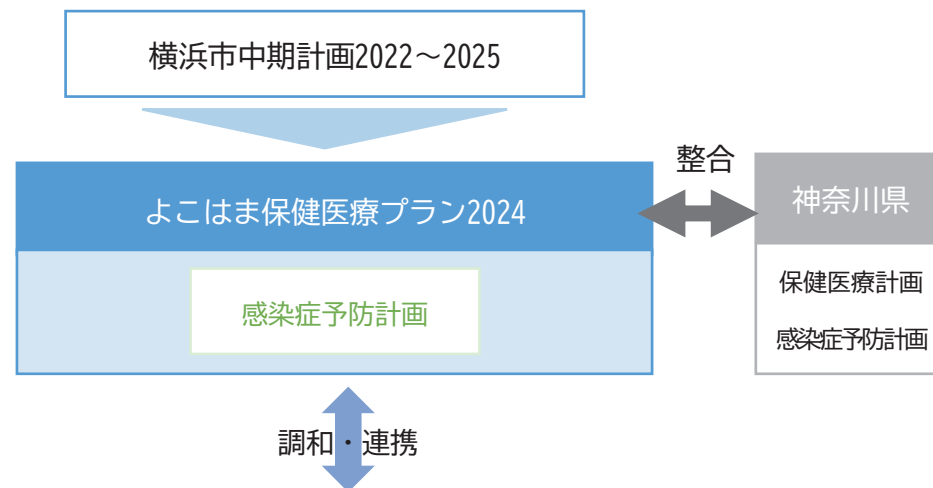 横浜市中期計画2022～2025
整合
よこはま保健医療プラン2024
神奈川県
感染症予防計画
保健医療計画
感染症予防計画
調和・連携